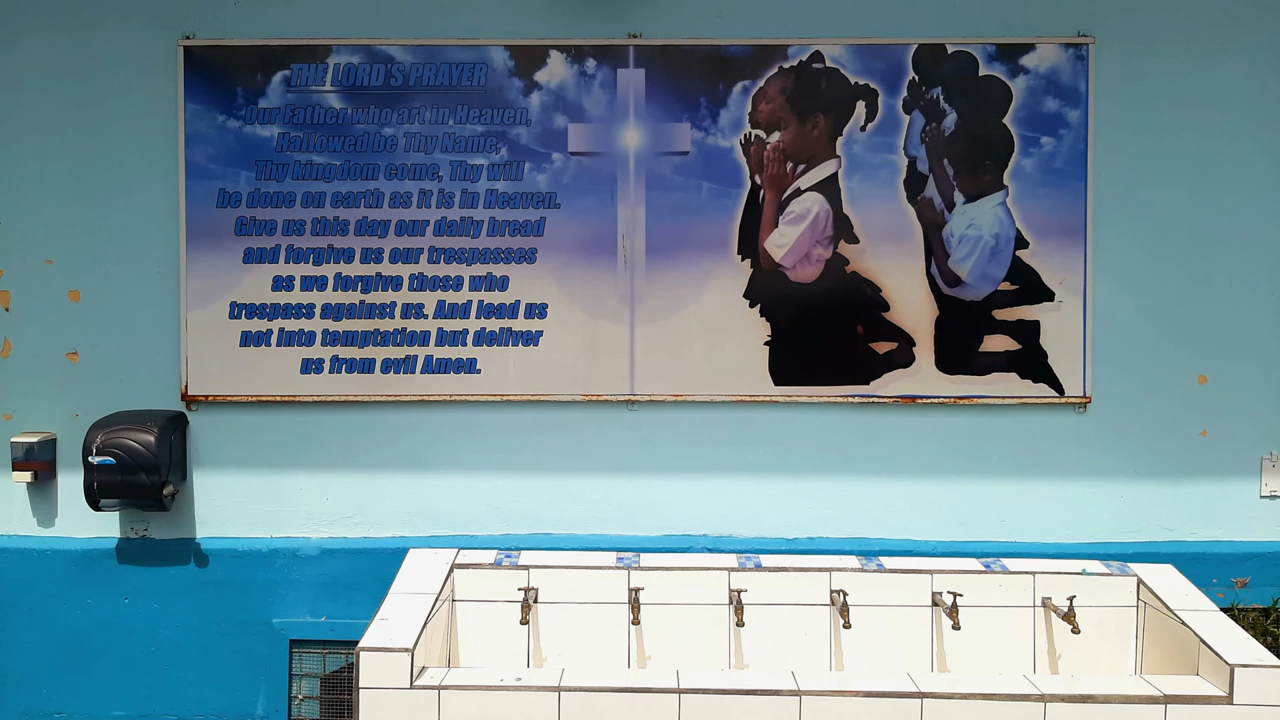 THE LORD'S PRAYER
Our Father who art in Heaven,
Hallowed be Thy Name,
Thy kingdom come, Thy will
be done on earth as it is in Heaven.
Give us this day our daily bread
and forgive us our trespasses
as we forgive those who
trespass against us. And lead us
not into temptation but deliver
us from evil Amen.